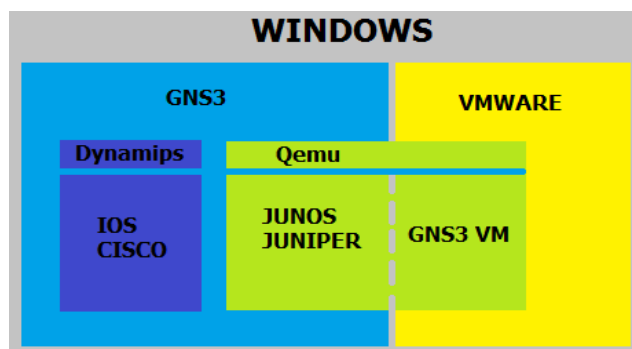 WINDOWS
GNS3
VMWARE
Dynamips
Qemu
IOS
CISCO
JUNOS
JUNIPER
GNS3 VM